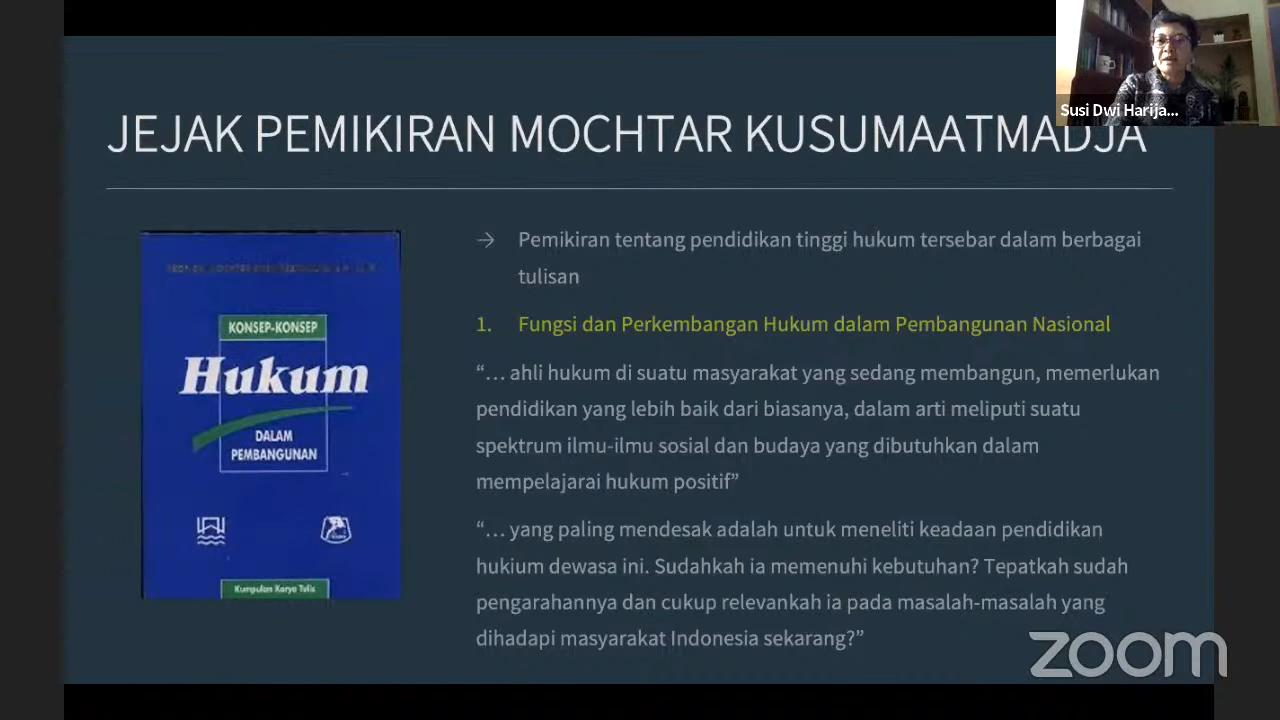 Susi Dwi Harija...
JEJAK PEMIKIRAN MOCHTAR KUSUMAATMADJA
→ Pemikiran tentang pendidikan tinggi hukum tersebar dalam berbagai
tulisan
1. Fungsi dan Perkembangan Hukum dalam Pembangunan Nasional
“… ahli hukum di suatu masyarakat yang sedang membangun, memerlukan
pendidikan yang lebih baik dari biasanya, dalam arti meliputi suatu
spektrum ilmu-ilmu sosial dan budaya yang dibutuhkan dalam
mempelajarai hukum positif”
“… yang paling mendesak adalah untuk meneliti keadaan pendidikan
hukium dewasa ini. Sudahkah ia memenuhi kebutuhan? Tepatkah sudah
pengarahannya dan cukup relevankah ia pada masalah-masalah yang
dihadapi masyarakat Indonesia sekarang?”
KONSEP-KONSEP
Hukum
DALAM
PEMBANGUNAN
Kumpulan Karya Tulis
zoom